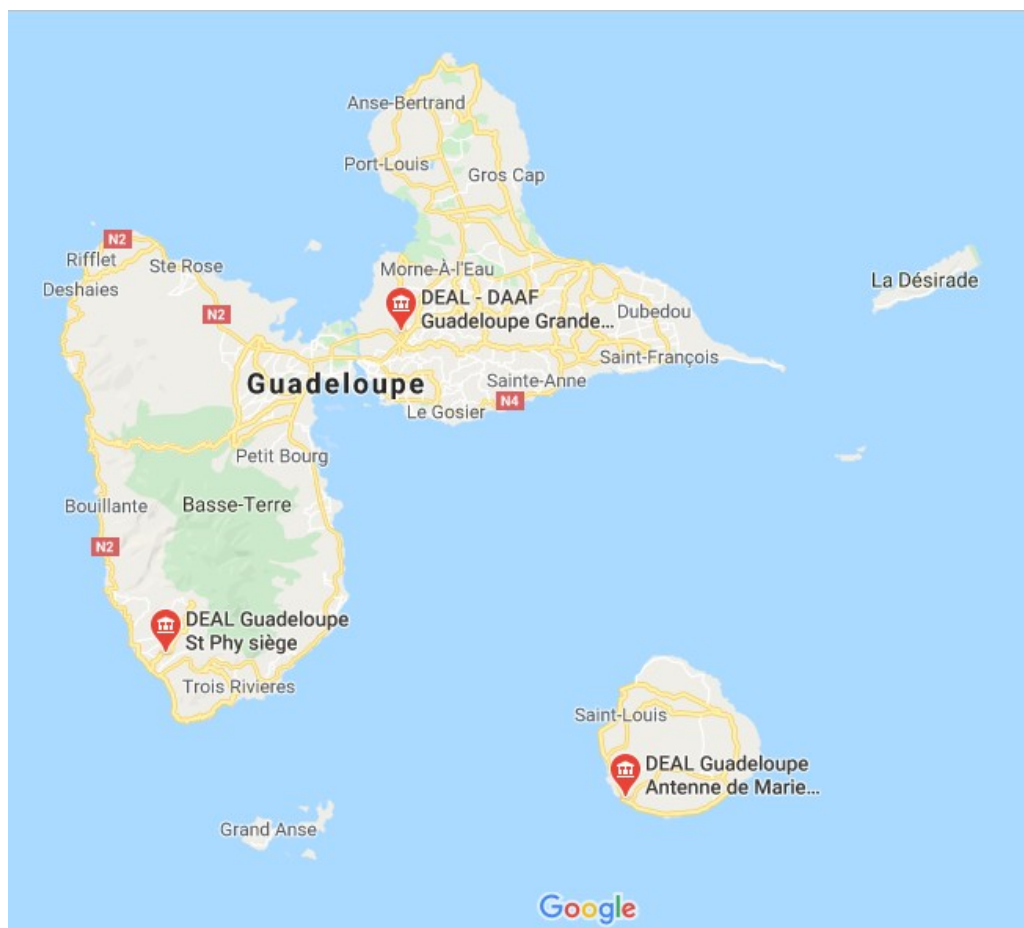 Anse-Bertrand
Port-Louis
Gros Cap
N2
Rifflet
Ste Rose
Morne-À-l'Eau
La Désirade
Deshaies
DEAL - DAAF
Guadeloupe Grande...
N2
Dubedou
Saint-François
Guadeloupe
Sainte-Anne
N4
Le Gosier
Petit Bourg
Bouillante
Basse-Terre
N2
DEAL Guadeloupe
St Phy siège
Trois Rivieres
Saint-Louis
DEAL Guadeloupe
Antenne de Marie...
Grand Anse
Google